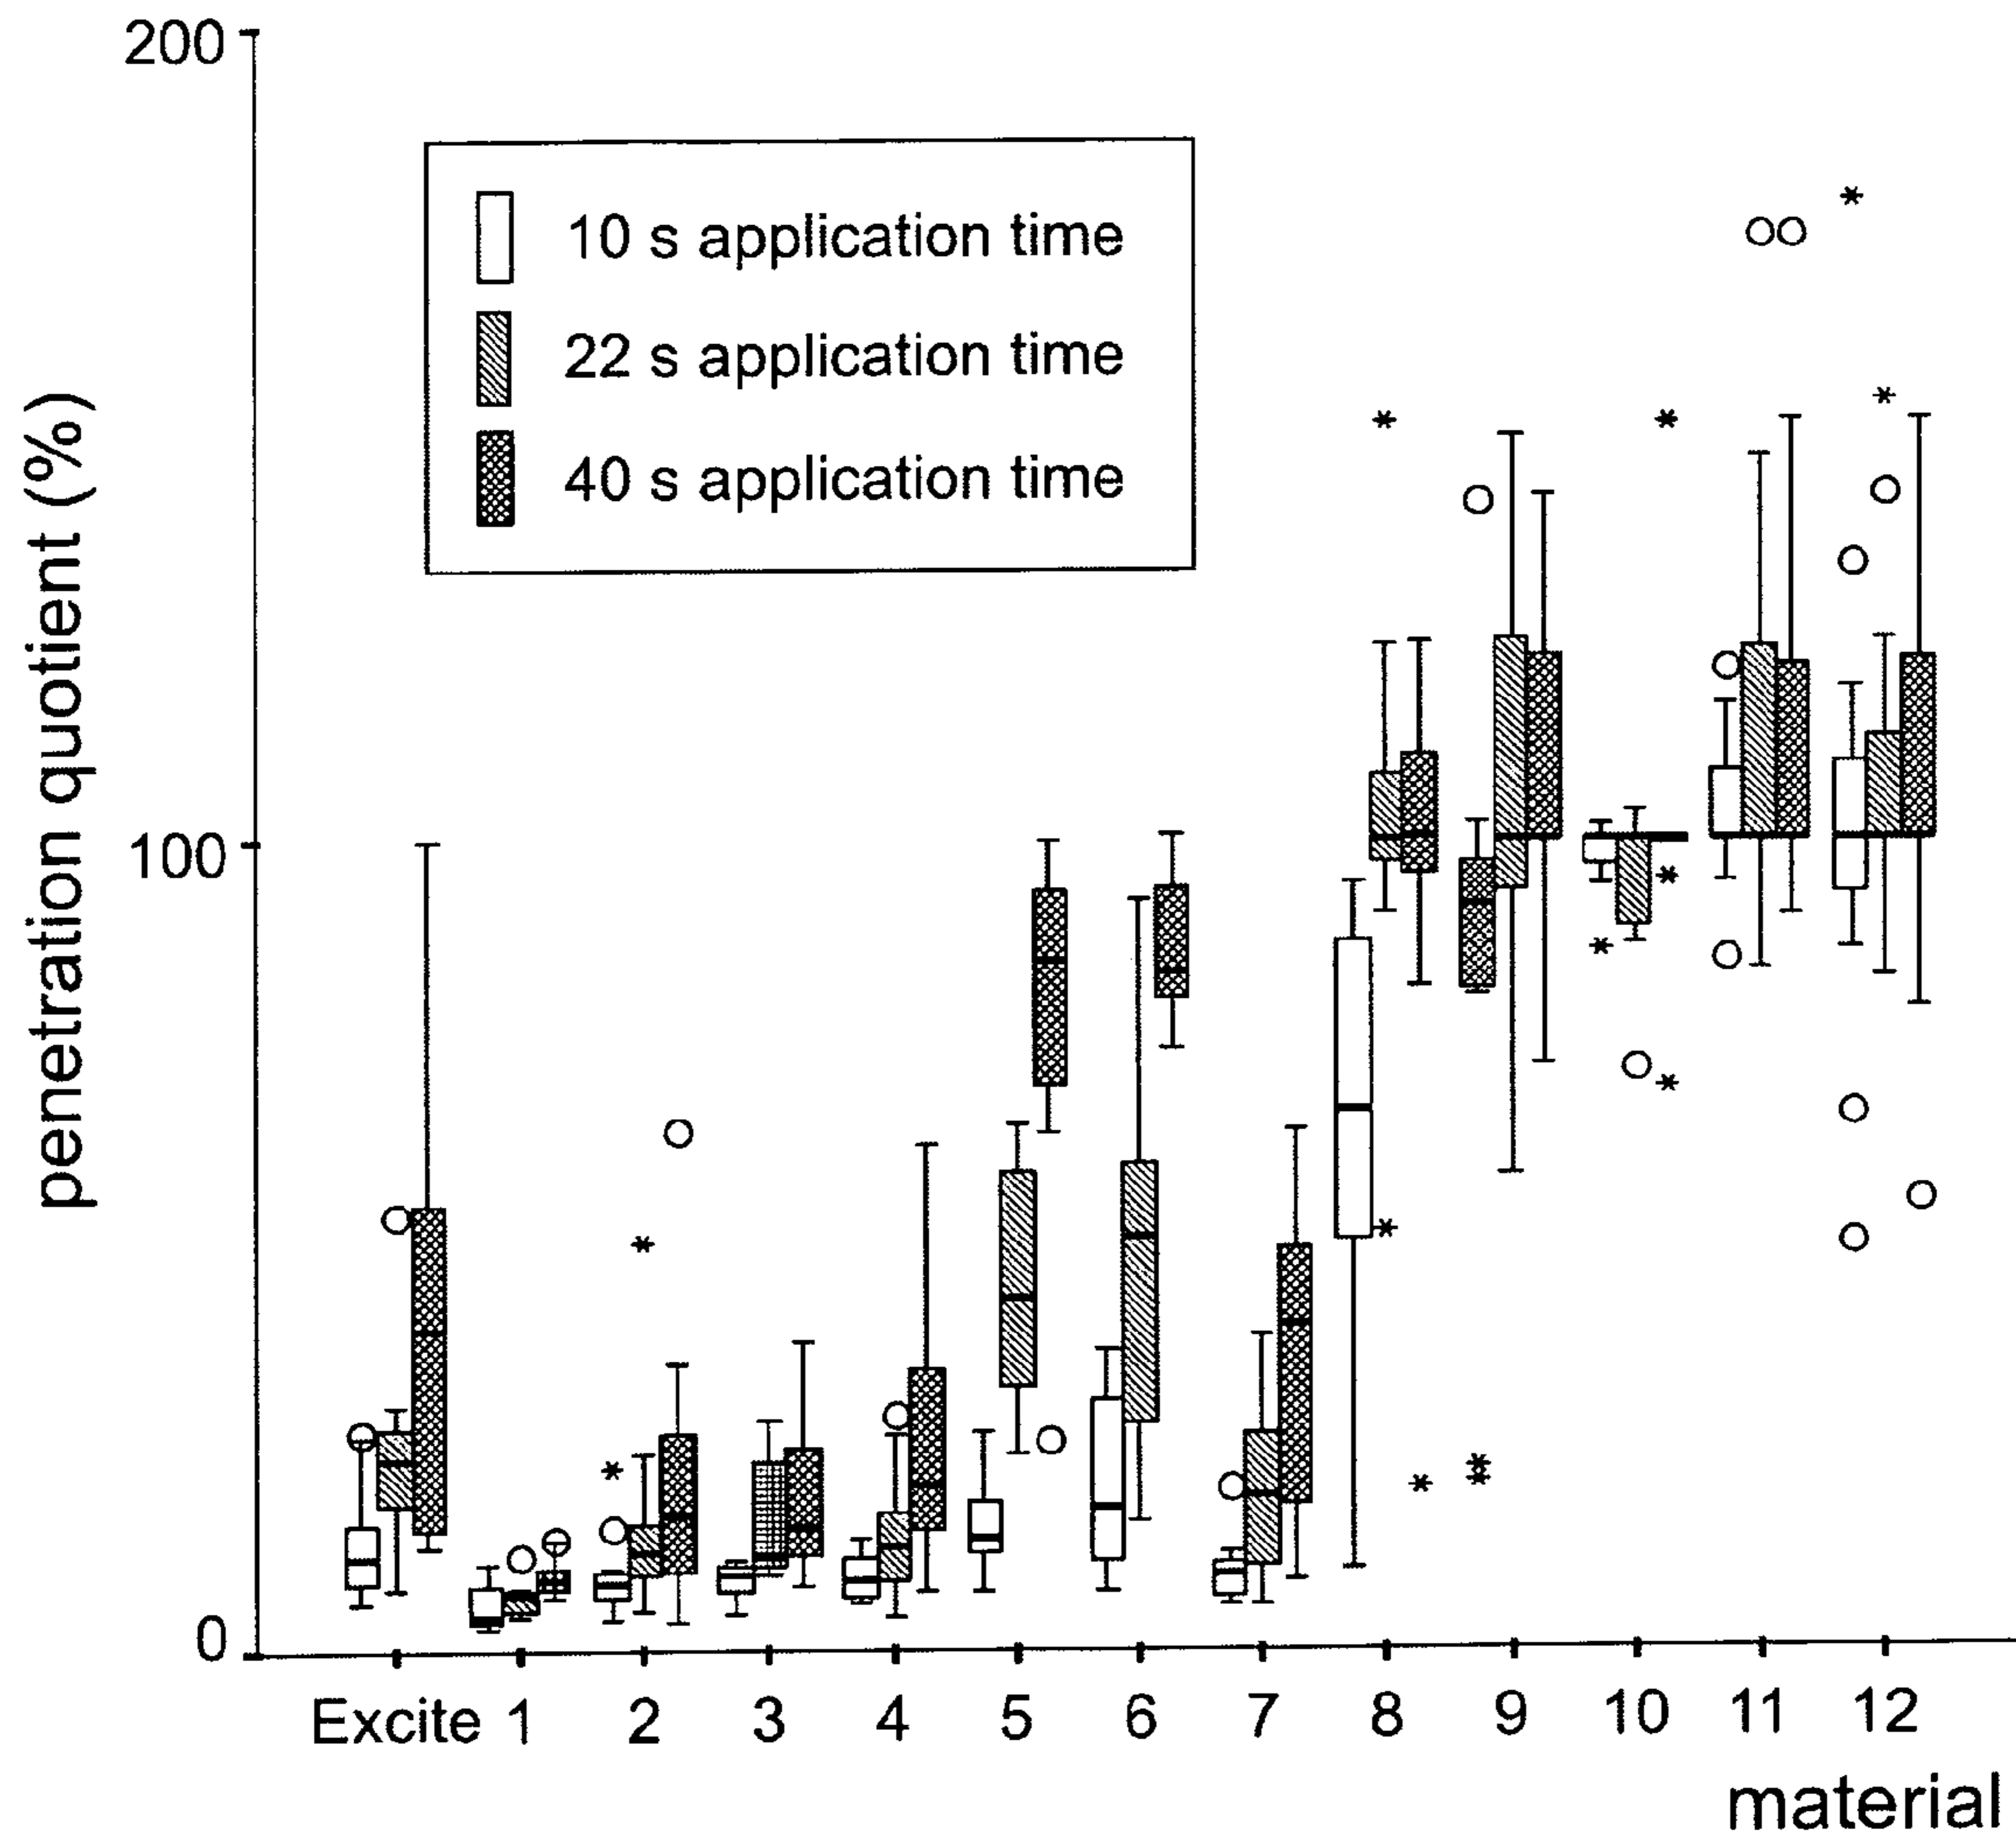 200
10 s application time
22 s application time
40 s application time
penetration quotient (%)
100
0
Excite 1 2 3 4 5 6 7 8 9 10 11 12
material